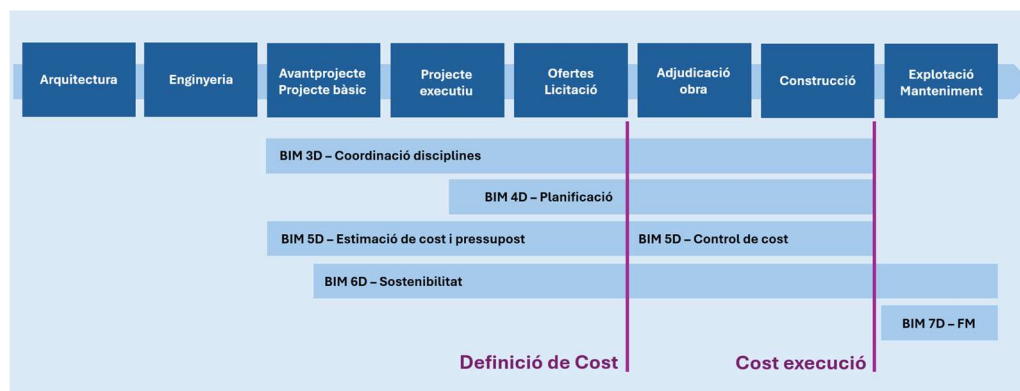 Arquitectura
Enginyeria
Avantprojecte
Projecte bàsic
Projecte
executiu
Ofertes
Licitació
Adjudicació
obra
Construcció
Explotació
Manteniment
BIM 3D – Coordinació disciplines
BIM 4D – Planificació
BIM 5D – Estimació de cost i pressupost
BIM 5D – Control de cost
BIM 6D – Sostenibilitat
BIM 7D – FM
Definició de Cost
Cost execució